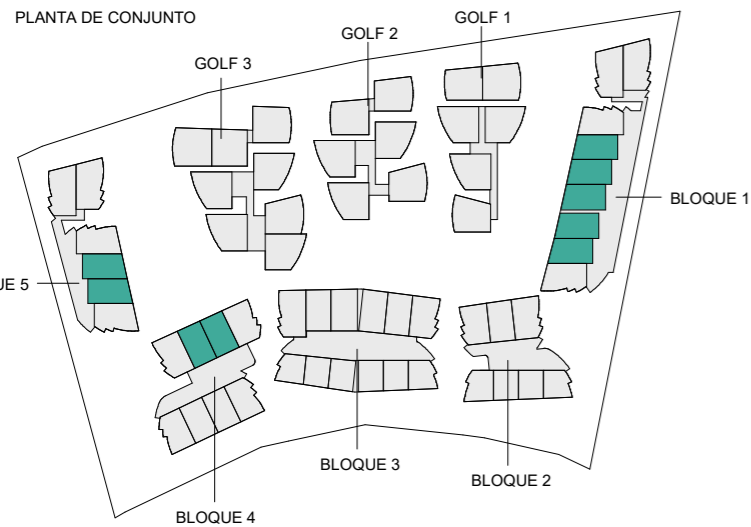 PLANTA DE CONJUNTO
GOLF 1
GOLF 2
GOLF 3
BLOQUE 1
UE 5
BLOQUE 3
BLOQUE 2
BLOQUE 4